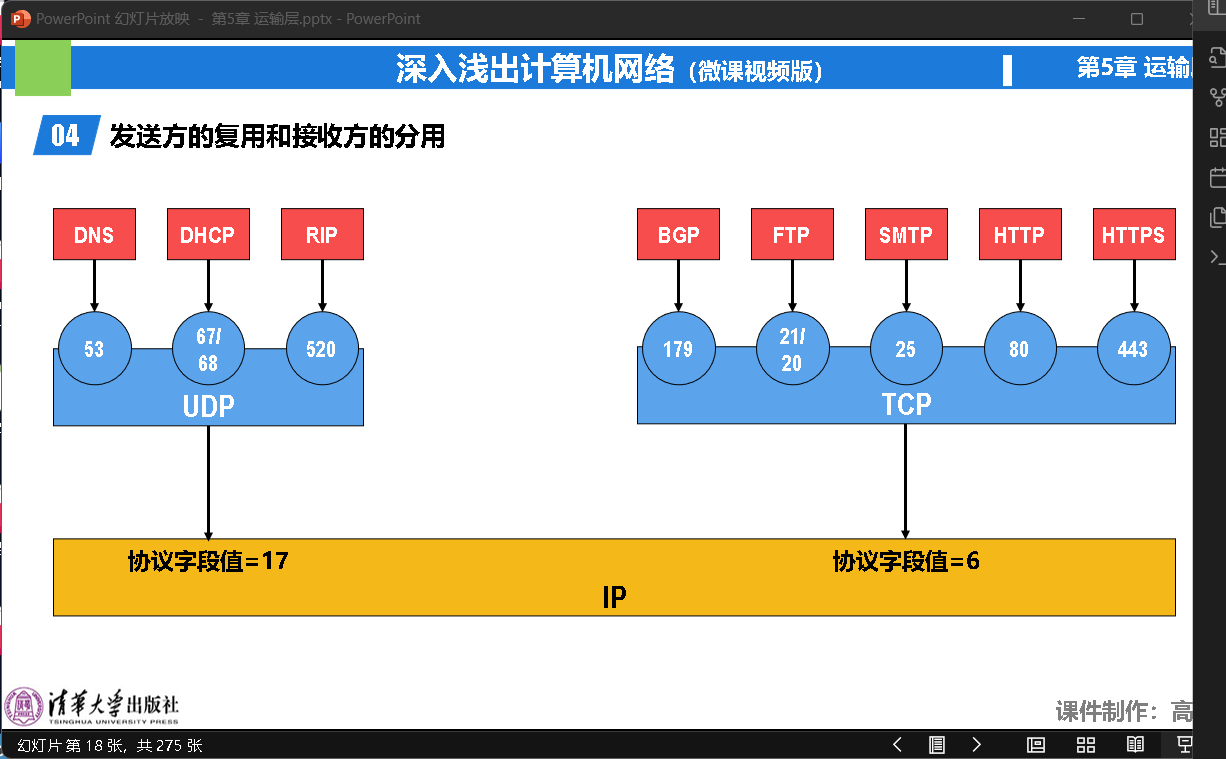 PowerPoint 幻灯片放映 - 第5章 运输层.pptx - PowerPoint
深入浅出计算机网络（微课视频版）
第5章 运输
04 发送方的复用和接收方的分用
DNS DHCP RIP BGP FTP SMTP HTTP HTTPS
53 67/68 520 179 21/20 25 80 443
UDP TCP
协议字段值=17 协议字段值=6
IP
清华大学出版社
TSINGHUA UNIVERSITY PRESS
课件制作：高
幻灯片 第 18 张，共 275 张